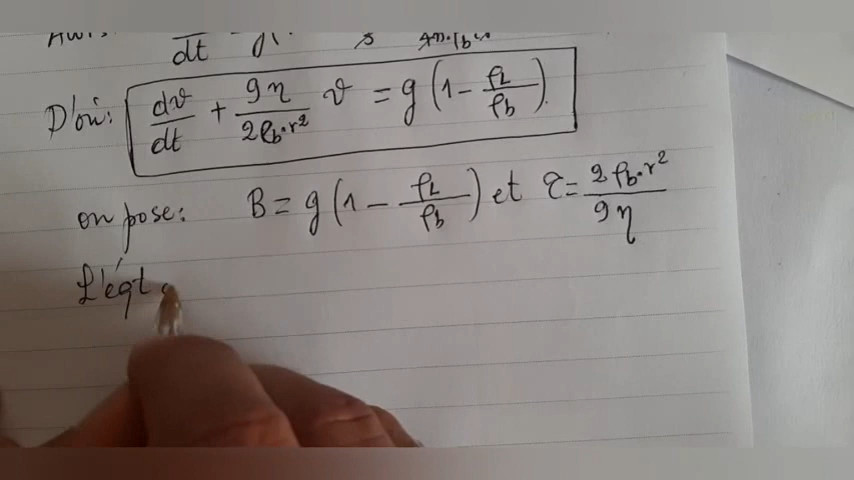 dt
D'où: dv/dt + 9η/2ρb.r² v = g(1 - ρL/ρb).
on pose: B = g(1 - ρL/ρb) et τ = 2ρb.r²/9η
L'éqt